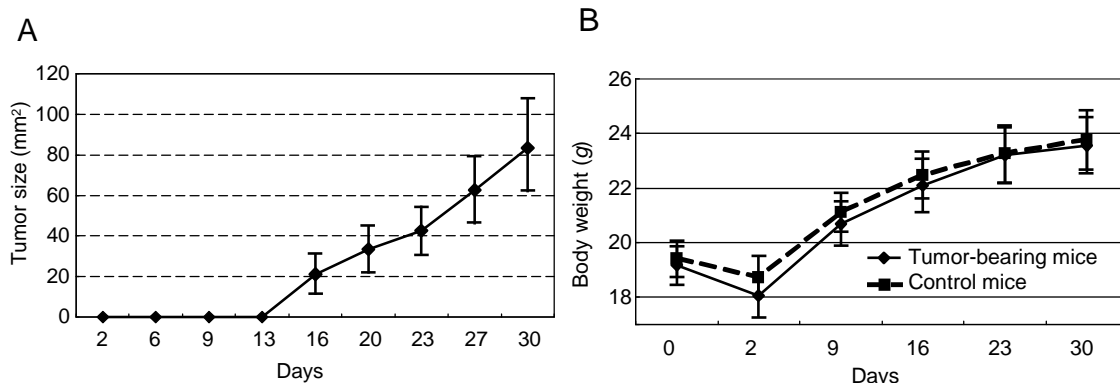 A
Tumor size (mm²)
120
100
80
60
40
20
0
2 6 9 13 16 20 23 27 30
Days
B
Body weight (g)
26
24
22
20
18
Tumor-bearing mice
Control mice
0 2 9 16 23 30
Days